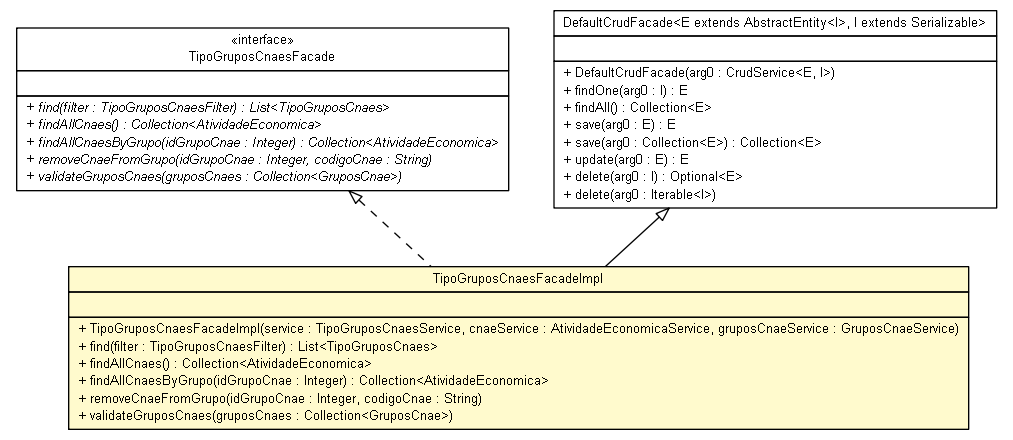 «interface»
TipoGruposCnaesFacade
+ find(filter : TipoGruposCnaesFilter) : List<TipoGruposCnaes>
+ findAllCnaes() : Collection<AtividadeEconomica>
+ findAllCnaesByGrupo(idGrupoCnae : Integer) : Collection<AtividadeEconomica>
+ removeCnaeFromGrupo(idGrupoCnae : Integer, codigoCnae : String)
+ validateGruposCnaes(gruposCnaes : Collection<GruposCnae>)
DefaultCrudFacade<E extends AbstractEntity<I>, I extends Serializable>
+ DefaultCrudFacade(arg0 : CrudService<E, I>)
+ findOne(arg0 : I) : E
+ findAll() : Collection<E>
+ save(arg0 : E) : E
+ save(arg0 : Collection<E>) : Collection<E>
+ update(arg0 : E) : E
+ delete(arg0 : I) : Optional<E>
+ delete(arg0 : Iterable<I>)
TipoGruposCnaesFacadeImpl
+ TipoGruposCnaesFacadeImpl(service : TipoGruposCnaesService, cnaeService : AtividadeEconomicaService, gruposCnaeService : GruposCnaeService)
+ find(filter : TipoGruposCnaesFilter) : List<TipoGruposCnaes>
+ findAllCnaes() : Collection<AtividadeEconomica>
+ findAllCnaesByGrupo(idGrupoCnae : Integer) : Collection<AtividadeEconomica>
+ removeCnaeFromGrupo(idGrupoCnae : Integer, codigoCnae : String)
+ validateGruposCnaes(gruposCnaes : Collection<GruposCnae>)